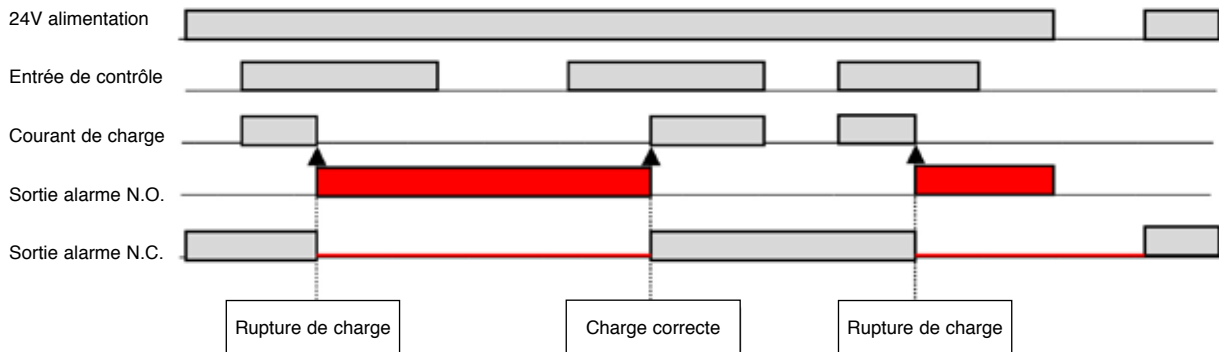 24V alimentation
Entrée de contrôle
Courant de charge
Sortie alarme N.O.
Sortie alarme N.C.
Rupture de charge
Charge correcte
Rupture de charge